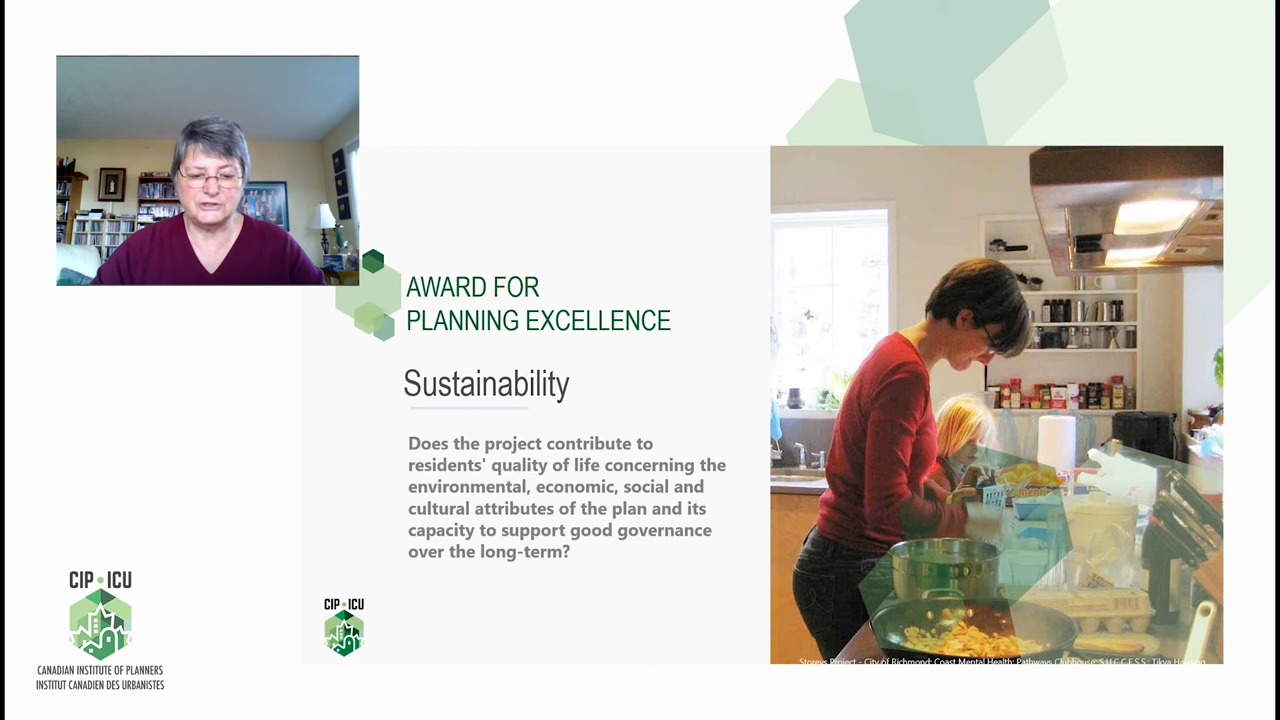 AWARD FOR
PLANNING EXCELLENCE
Sustainability
Does the project contribute to
residents' quality of life concerning the
environmental, economic, social and
cultural attributes of the plan and its
capacity to support good governance
over the long-term?
CIP • ICU
CANADIAN INSTITUTE OF PLANNERS
INSTITUT CANADIEN DES URBANISTES
CIP • ICU
Storeys Project - City of Richmond; Coast Mental Health; Pathways Clubhouse; S.U.C.C.E.S.S.; Tikva Housing